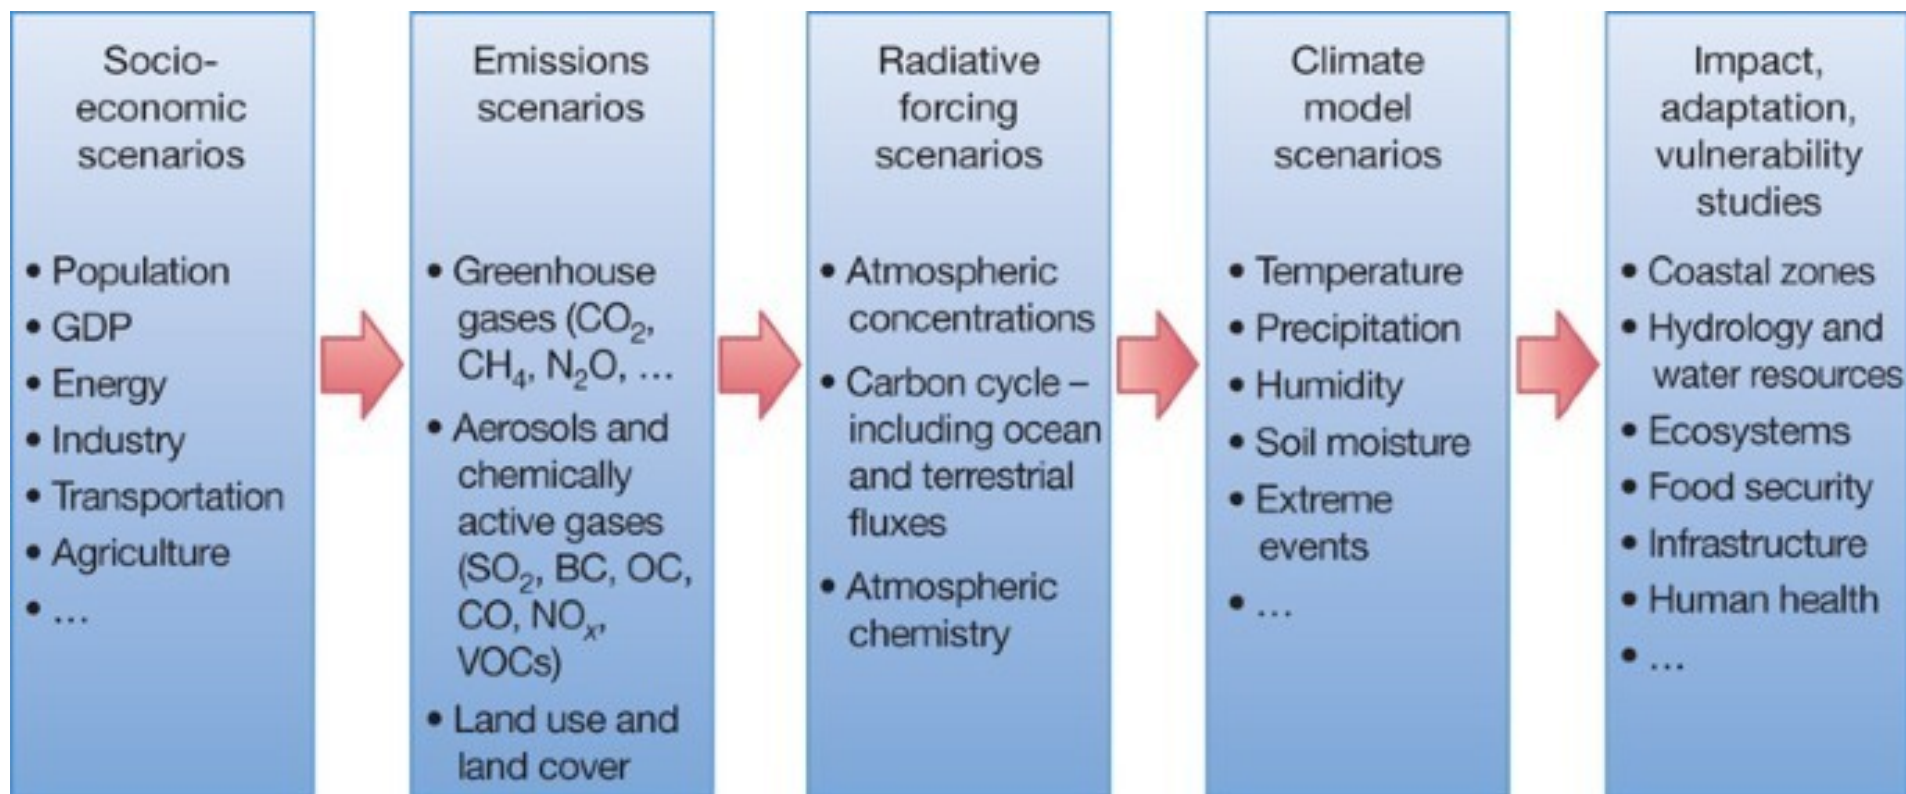 Socio-
economic
scenarios
• Population
• GDP
• Energy
• Industry
• Transportation
• Agriculture
• …
Emissions
scenarios
• Greenhouse
gases (CO₂,
CH₄, N₂O, …
• Aerosols and
chemically
active gases
(SO₂, BC, OC,
CO, NOₓ,
VOCs)
• Land use and
land cover
Radiative
forcing
scenarios
• Atmospheric
concentrations
• Carbon cycle –
including ocean
and terrestrial
fluxes
• Atmospheric
chemistry
Climate
model
scenarios
• Temperature
• Precipitation
• Humidity
• Soil moisture
• Extreme
events
• …
Impact,
adaptation,
vulnerability
studies
• Coastal zones
• Hydrology and
water resources
• Ecosystems
• Food security
• Infrastructure
• Human health
• …